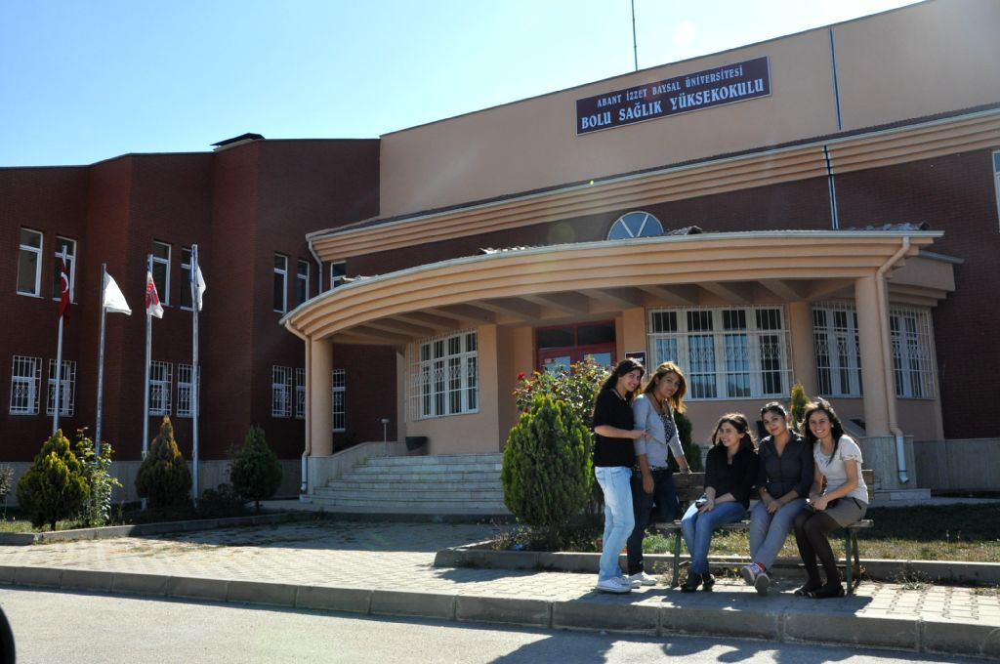 ABANT İZZET BAYSAL ÜNİVERSİTESİ
BOLU SAĞLIK YÜKSEKOKULU